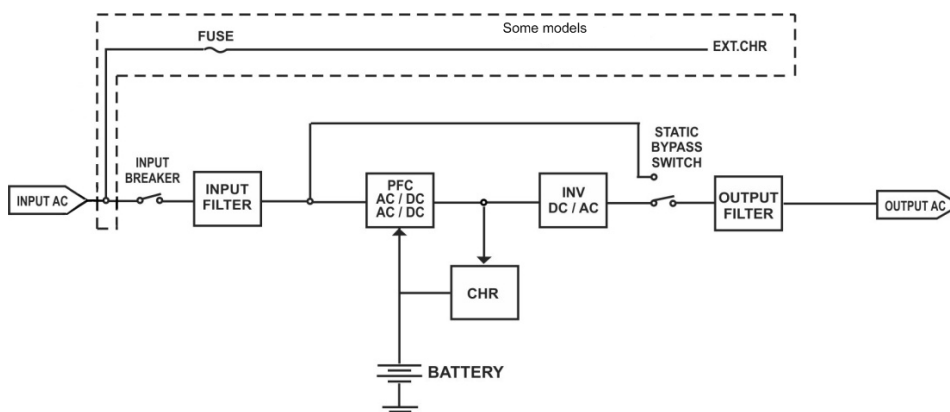 Some models
FUSE
EXT.CHR
STATIC
BYPASS
SWITCH
INPUT
BREAKER
INPUT AC
INPUT
FILTER
PFC
AC / DC
AC / DC
INV
DC / AC
OUTPUT
FILTER
OUTPUT AC
CHR
BATTERY